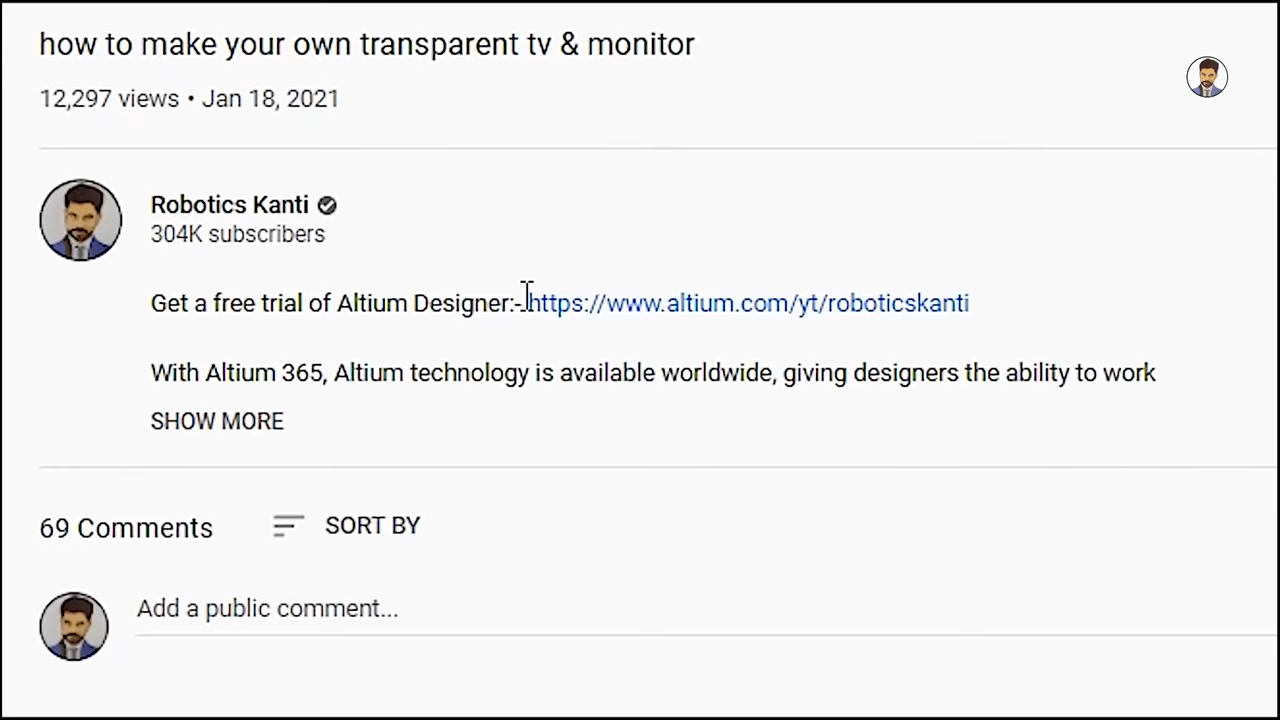 how to make your own transparent tv & monitor
12,297 views • Jan 18, 2021
Robotics Kanti
304K subscribers
Get a free trial of Altium Designer:- https://www.altium.com/yt/roboticskanti
With Altium 365, Altium technology is available worldwide, giving designers the ability to work
SHOW MORE
69 Comments SORT BY
Add a public comment...